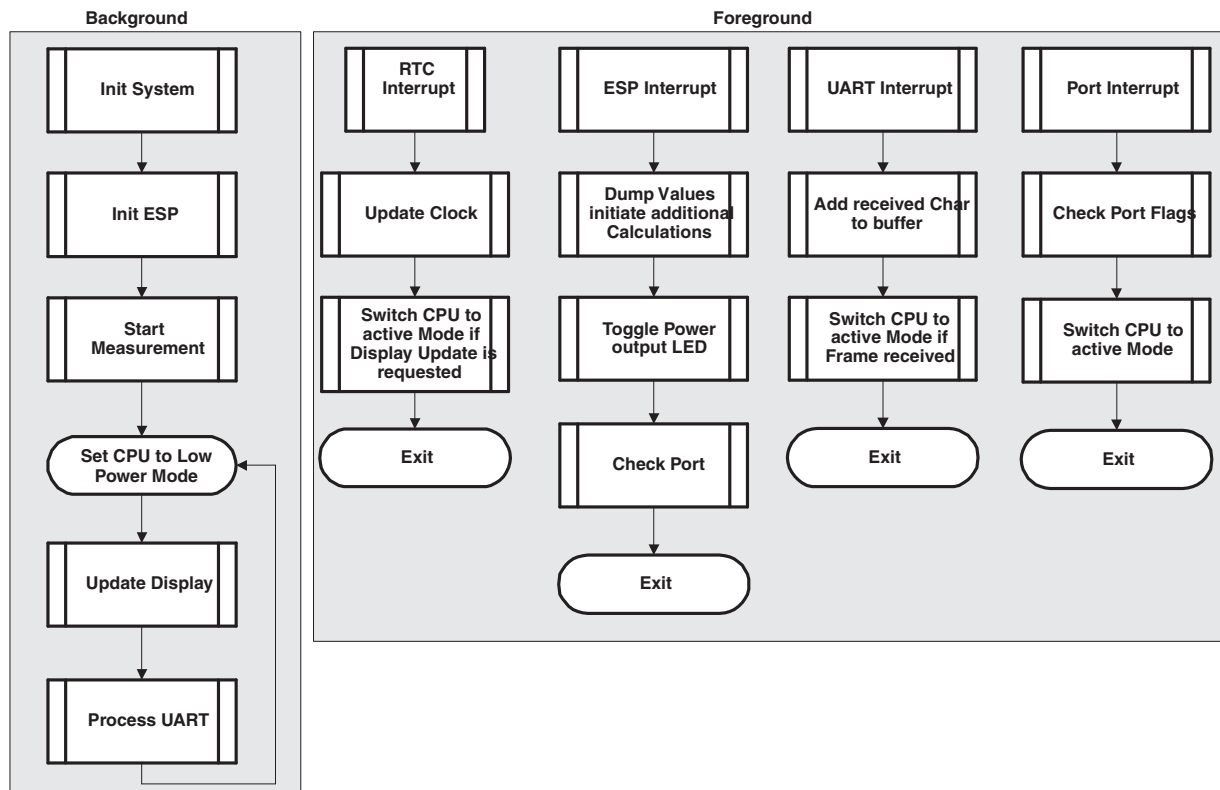 Background
Init System
Init ESP
Start
Measurement
Set CPU to Low
Power Mode
Update Display
Process UART
Foreground
RTC
Interrupt
Update Clock
Switch CPU to
active Mode if
Display Update is
requested
Exit
ESP Interrupt
Dump Values
initiate additional
Calculations
Toggle Power
output LED
Check Port
Exit
UART Interrupt
Add received Char
to buffer
Switch CPU to
active Mode if
Frame received
Exit
Port Interrupt
Check Port Flags
Switch CPU to
active Mode
Exit